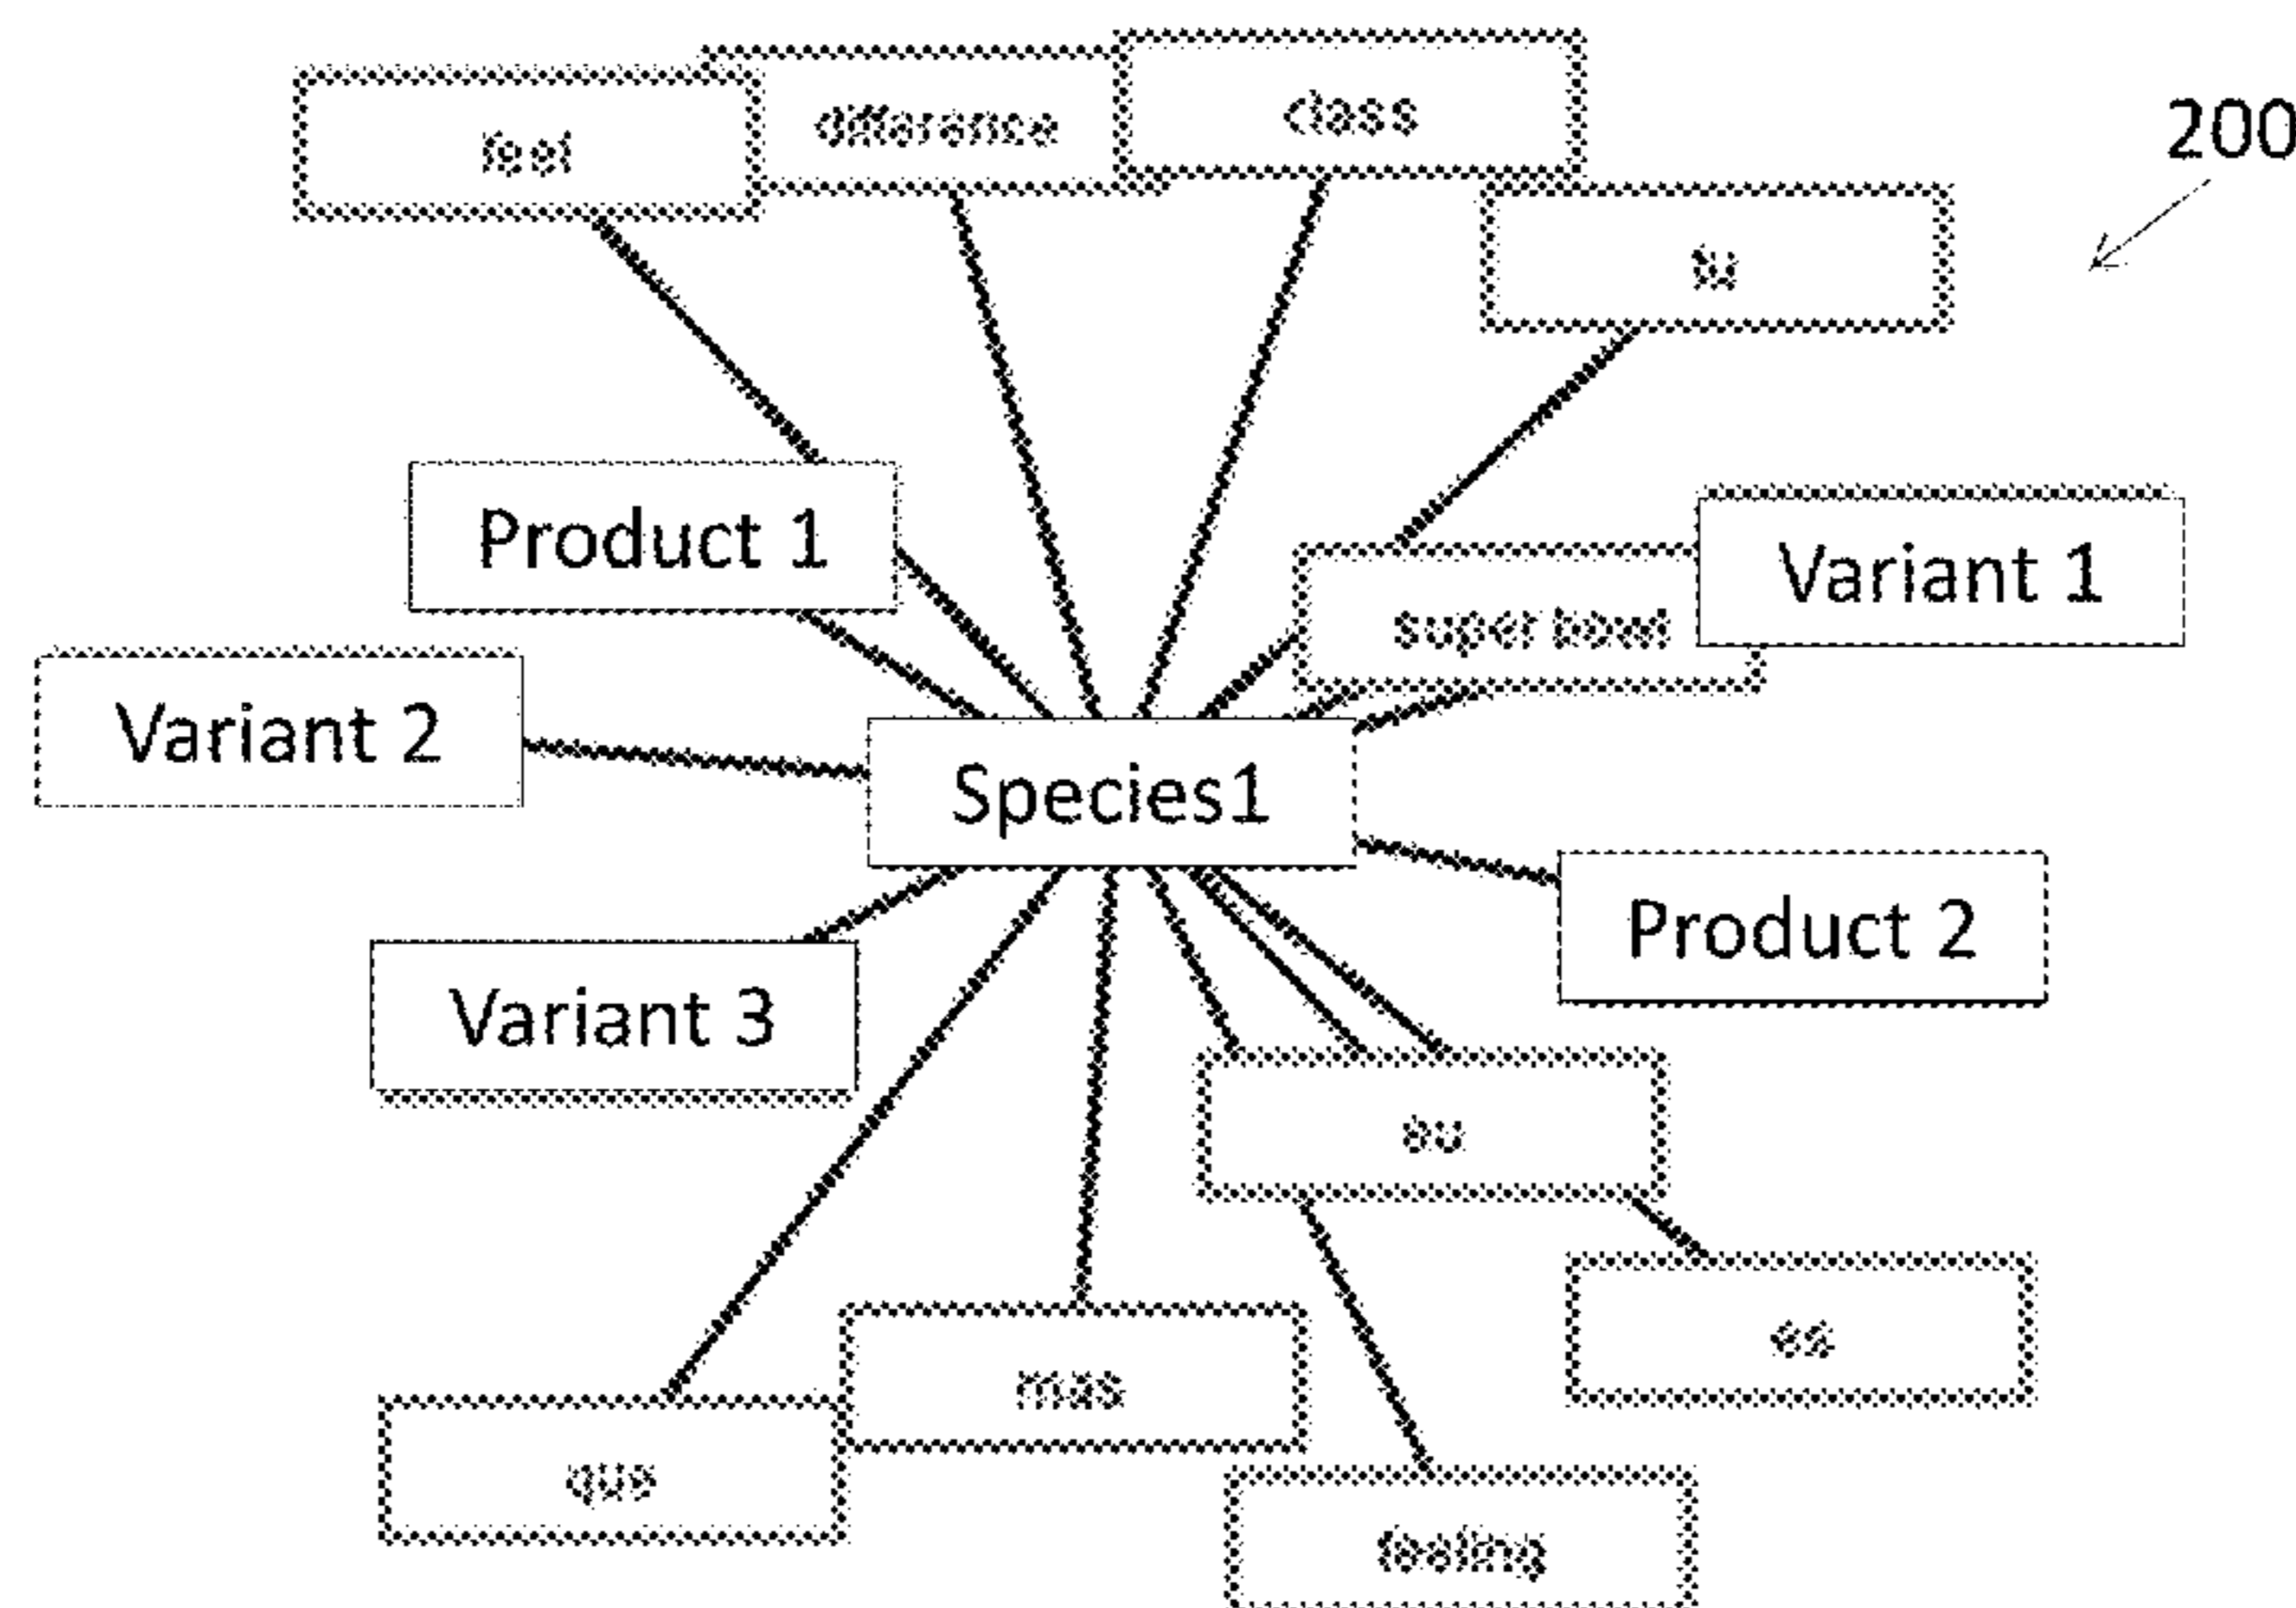 feel
difference
class
200
tu
Product 1
Variant 1
super bowl
Variant 2
Species1
Product 2
Variant 3
eu
es
mas
que
feeling